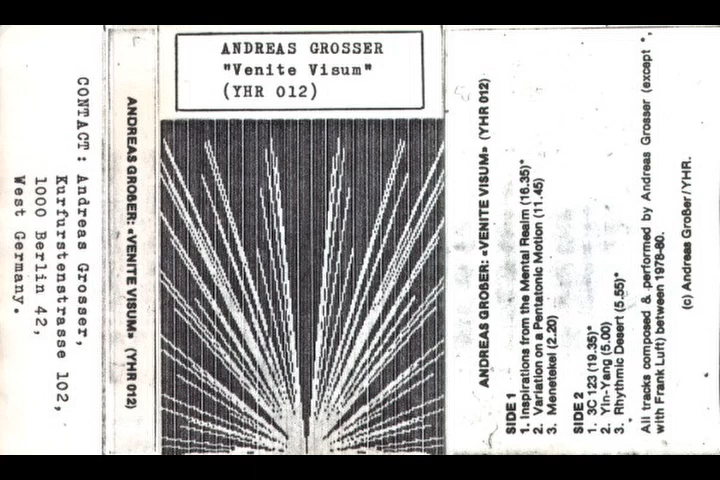 CONTACT: Andreas Grosser,
Kurfurstenstrasse 102,
1000 Berlin 42,
West Germany.
ANDREAS GROßER: «VENITE VISUM» (YHR 012)
ANDREAS GROSSER
"Venite Visum"
(YHR 012)
ANDREAS GROßER: «VENITE VISUM» (YHR 012)
SIDE 1
1. Inspirations from the Mental Realm (16.35)*
2. Variation on a Pentatonic Motion (11.45)
3. Menetekel (2.20)
SIDE 2
1. 3C 123 (19.35)*
2. Yin-Yang (5.00)
3. Rhythmic Desert (5.55)*
All tracks composed & performed by Andreas Grosser (except *,
with Frank Luft) between 1978-80.
(c) Andreas Großer/YHR.